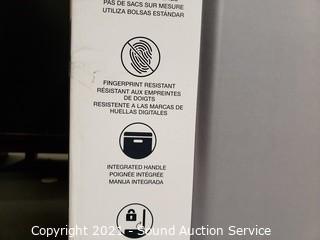 PAS DE SACS SUR MESURE
UTILIZA BOLSAS ESTÁNDAR
FINGERPRINT RESISTANT
RÉSISTANT AUX EMPREINTES
DE DOIGTS
RESISTENTE A LAS MARCAS DE
HUELLAS DIGITALES
INTEGRATED HANDLE
POIGNÉE INTÉGRÉE
MANIJA INTEGRADA
Copyright 2021 - Sound Auction Service